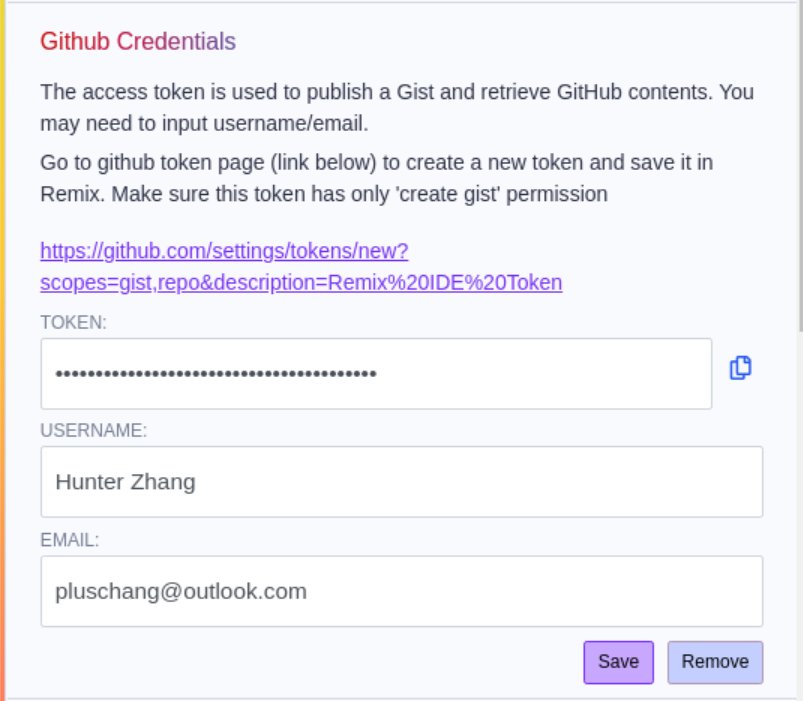 Github Credentials
The access token is used to publish a Gist and retrieve GitHub contents. You
may need to input username/email.
Go to github token page (link below) to create a new token and save it in
Remix. Make sure this token has only 'create gist' permission
https://github.com/settings/tokens/new?
scopes=gist,repo&description=Remix%20IDE%20Token
TOKEN:
••••••••••••••••••••••••••••••••••••••••
USERNAME:
Hunter Zhang
EMAIL:
pluschang@outlook.com
Save Remove